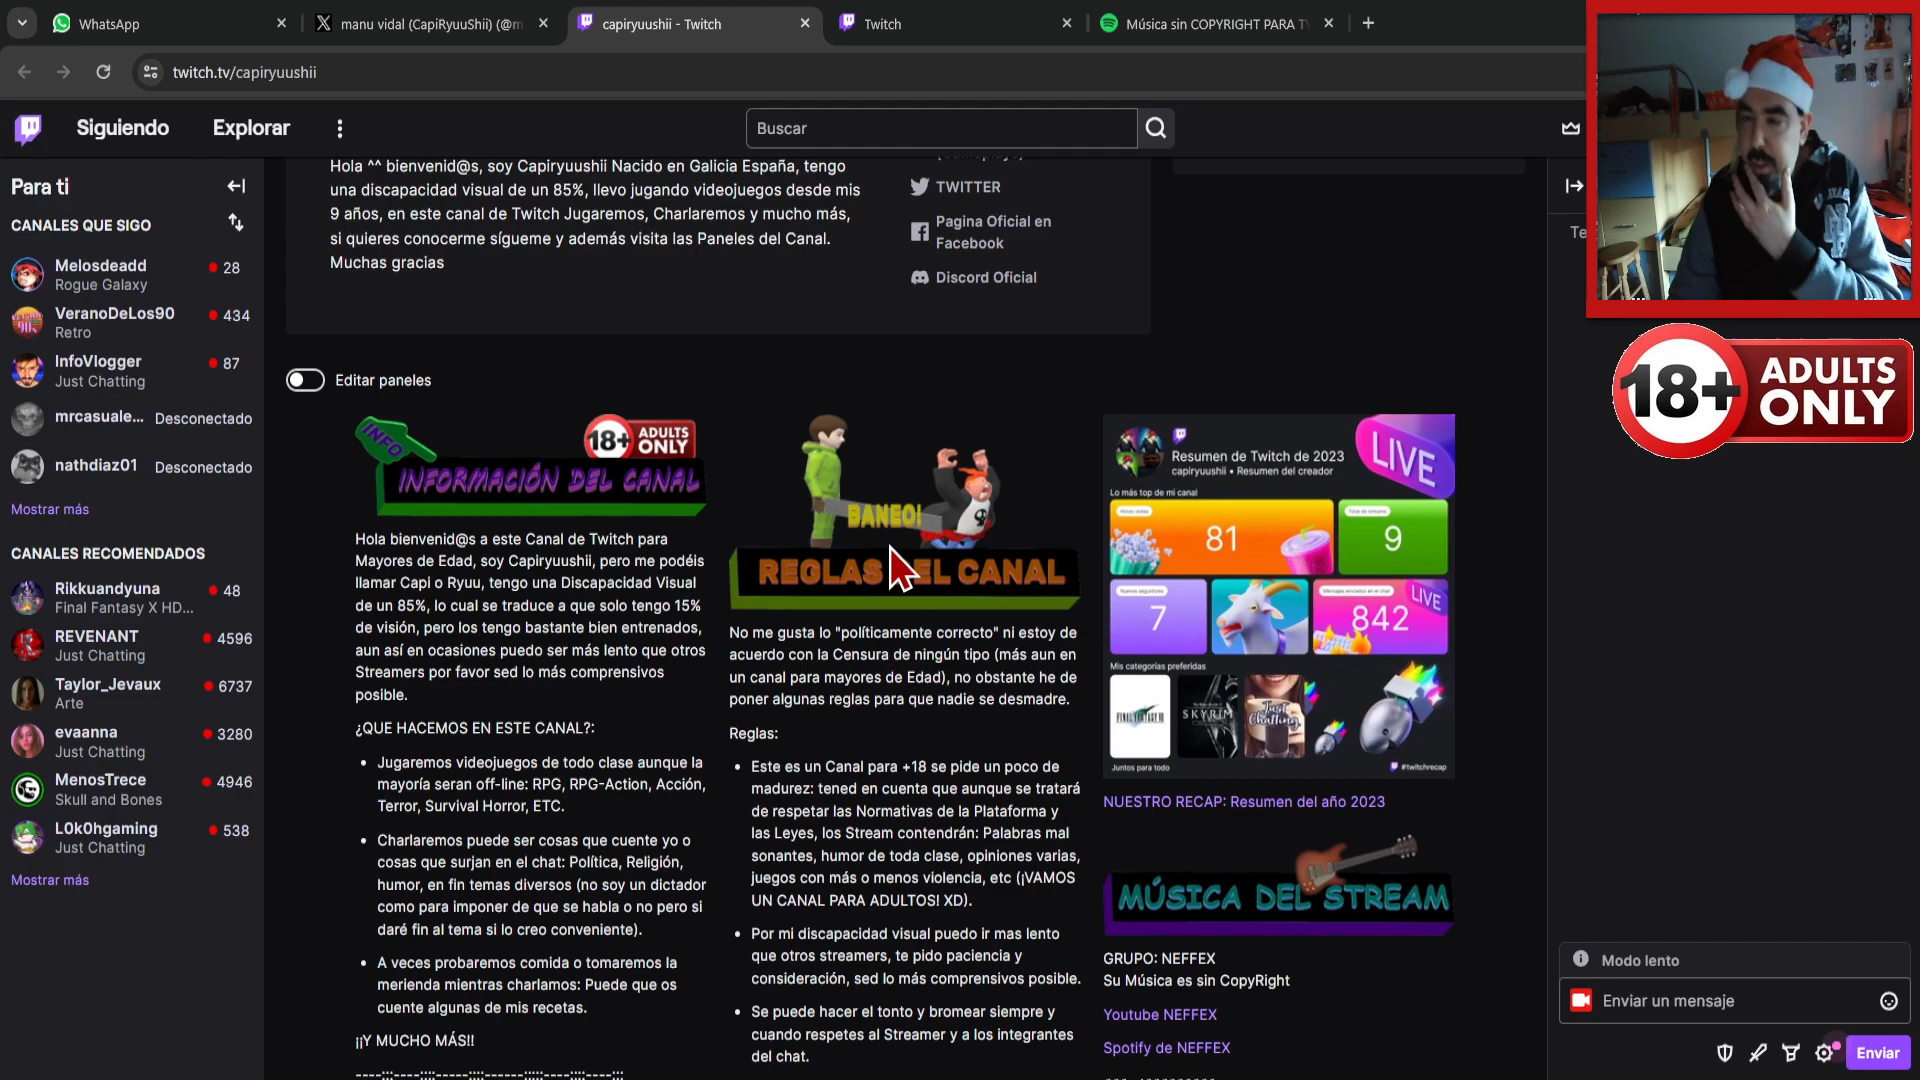 WhatsApp
manu vidal (CapiRyuuShii) (@m
capiryuushii - Twitch
Twitch
Música sin COPYRIGHT PARA TV
twitch.tv/capiryuushii
Siguiendo
Explorar
Buscar
Para ti
CANALES QUE SIGO
Melosdeadd
28
Rogue Galaxy
VeranoDeLos90
434
Retro
InfoVlogger
87
Just Chatting
mrcasuale...
Desconectado
nathdiaz01
Desconectado
Mostrar más
CANALES RECOMENDADOS
Rikkuandyuna
48
Final Fantasy X HD...
REVENANT
4596
Just Chatting
Taylor_Jevaux
6737
Arte
evaanna
3280
Just Chatting
MenosTrece
4946
Skull and Bones
L0k0hgaming
538
Just Chatting
Mostrar más
Hola ^^ bienvenid@s, soy Capiryuushii Nacido en Galicia España, tengo
una discapacidad visual de un 85%, llevo jugando videojuegos desde mis
9 años, en este canal de Twitch Jugaremos, Charlaremos y mucho más,
si quieres conocerme sígueme y además visita las Paneles del Canal.
Muchas gracias
TWITTER
Pagina Oficial en
Facebook
Discord Oficial
Editar paneles
INFO
18+ ADULTS
ONLY
INFORMACIÓN DEL CANAL
Hola bienvenid@s a este Canal de Twitch para
Mayores de Edad, soy Capiryuushii, pero me podéis
llamar Capi o Ryuu, tengo una Discapacidad Visual
de un 85%, lo cual se traduce a que solo tengo 15%
de visión, pero los tengo bastante bien entrenados,
aun así en ocasiones puedo ser más lento que otros
Streamers por favor sed lo más comprensivos
posible.
¿QUE HACEMOS EN ESTE CANAL?:
Jugaremos videojuegos de todo clase aunque la
mayoría seran off-line: RPG, RPG-Action, Acción,
Terror, Survival Horror, ETC.
Charlaremos puede ser cosas que cuente yo o
cosas que surjan en el chat: Política, Religión,
humor, en fin temas diversos (no soy un dictador
como para imponer de que se habla o no pero si
daré fin al tema si lo creo conveniente).
A veces probaremos comida o tomaremos la
merienda mientras charlamos: Puede que os
cuente algunas de mis recetas.
¡¡Y MUCHO MÁS!!
BANEO!
REGLAS DEL CANAL
No me gusta lo "políticamente correcto" ni estoy de
acuerdo con la Censura de ningún tipo (más aun en
un canal para mayores de Edad), no obstante he de
poner algunas reglas para que nadie se desmadre.
Reglas:
Este es un Canal para +18 se pide un poco de
madurez: tened en cuenta que aunque se tratará
de respetar las Normativas de la Plataforma y
las Leyes, los Stream contendrán: Palabras mal
sonantes, humor de toda clase, opiniones varias,
juegos con más o menos violencia, etc (¡VAMOS
UN CANAL PARA ADULTOS! XD).
Por mi discapacidad visual puedo ir mas lento
que otros streamers, te pido paciencia y
consideración, sed lo más comprensivos posible.
Se puede hacer el tonto y bromear siempre y
cuando respetes al Streamer y a los integrantes
del chat.
Resumen de Twitch de 2023
capiryuushii • Resumen del creador
LIVE
Lo más top de mi canal
81
9
7
LIVE
842
Mis categorías preferidas
FINAL FANTASY VII
SKYRIM
Just
Chatting
Juntos para todo
#twitchrecap
NUESTRO RECAP: Resumen del año 2023
MÚSICA DEL STREAM
GRUPO: NEFFEX
Su Música es sin CopyRight
Youtube NEFFEX
Spotify de NEFFEX
Te
18+ ADULTS
ONLY
Modo lento
Enviar un mensaje
Enviar